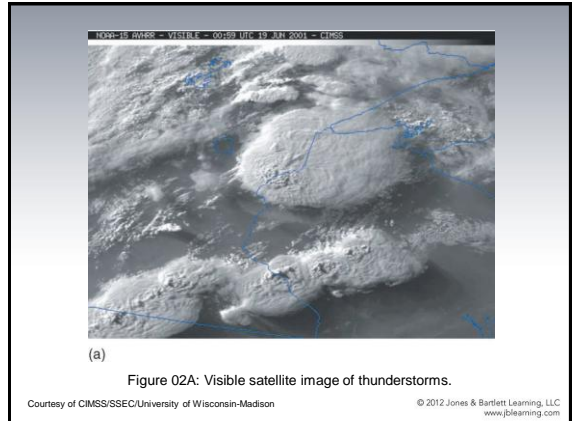 NOAA-15 AVHRR - VISIBLE - 00:59 UTC 19 JUN 2001 - CIMSS
(a)
Figure 02A: Visible satellite image of thunderstorms.
Courtesy of CIMSS/SSEC/University of Wisconsin-Madison
© 2012 Jones & Bartlett Learning, LLC
www.jblearning.com